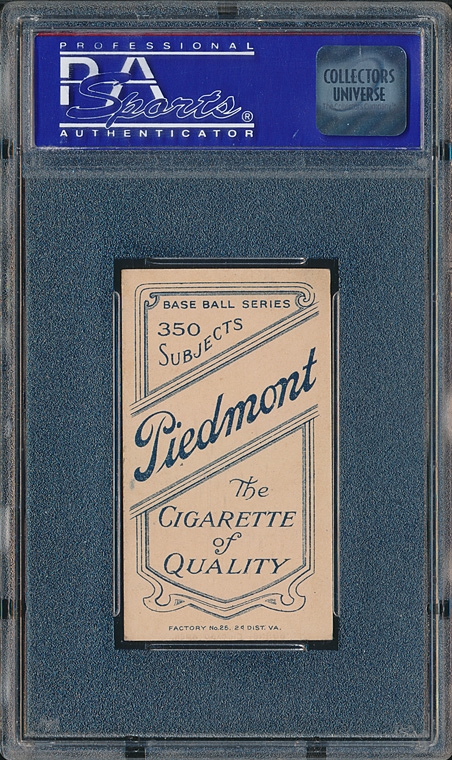 PROFESSIONAL
PSA
Sports®
AUTHENTICATOR
COLLECTORS
UNIVERSE
BASE BALL SERIES
350
SUBJECTS
Piedmont
The
CIGARETTE
of
QUALITY
FACTORY No.25, 2d DIST. VA.